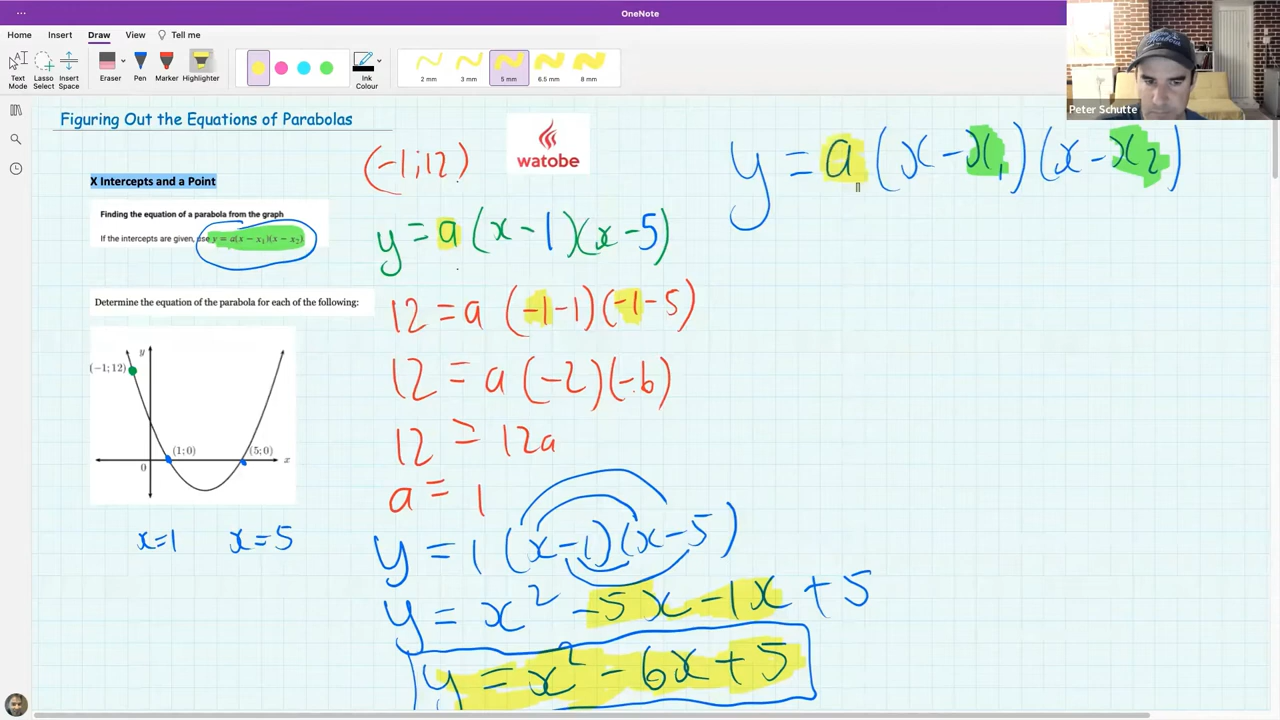 OneNote
Home Insert Draw View Tell me
Text Mode
Lasso Select
Insert Space
Eraser
Pen
Marker
Highlighter
Ink Colour
2 mm
3 mm
5 mm
6.5 mm
8 mm
Peter Schutte
Figuring Out the Equations of Parabolas
watobe
X Intercepts and a Point
Finding the equation of a parabola from the graph
If the intercepts are given, use y = a(x − x₁)(x − x₂)
Determine the equation of the parabola for each of the following:
(−1; 12)
y
(1; 0)
(5; 0)
0
x
x=1 x=5
(-1;12)
y = a(x-1)(x-5)
12 = a(-1-1)(-1-5)
12 = a(-2)(-6)
12 = 12a
a = 1
y = 1(x-1)(x-5)
y = x² -5x -1x + 5
y = x² - 6x + 5
y = a(x-x₁)(x-x₂)